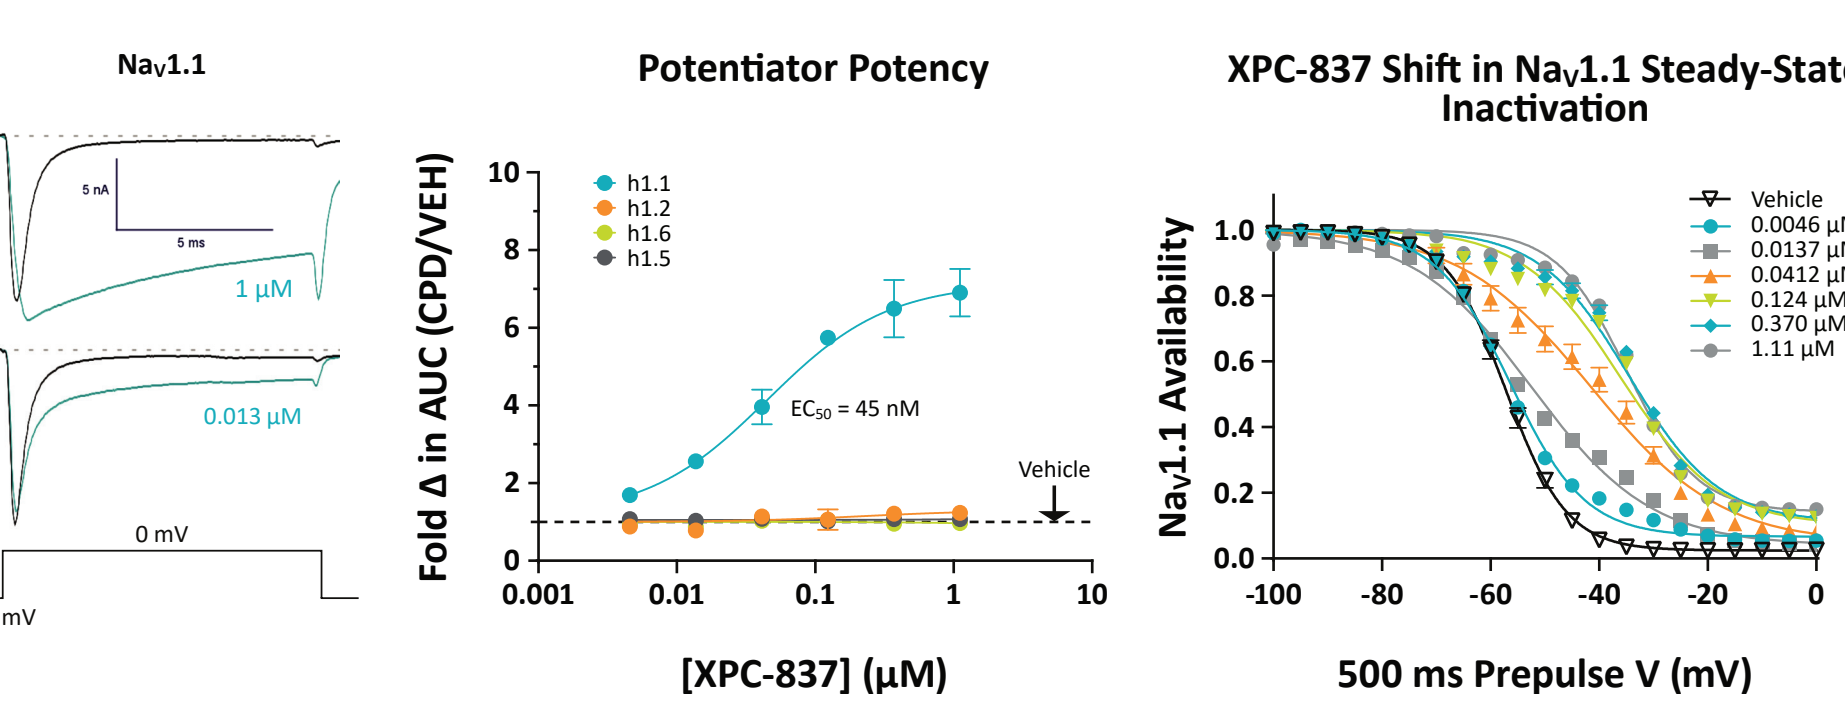 Na_V1.1
5 nA
5 ms
1 µM
0.013 µM
0 mV
mV
Potentiator Potency
Fold Δ in AUC (CPD/VEH)
10
8
6
4
2
0
h1.1
h1.2
h1.6
h1.5
EC50 = 45 nM
Vehicle
0.001
0.01
0.1
1
10
[XPC-837] (µM)
XPC-837 Shift in Na_V1.1 Steady-Stat
Inactivation
Na_V1.1 Availability
1.0
0.8
0.6
0.4
0.2
0.0
Vehicle
0.0046 µM
0.0137 µM
0.0412 µM
0.124 µM
0.370 µM
1.11 µM
-100
-80
-60
-40
-20
0
500 ms Prepulse V (mV)